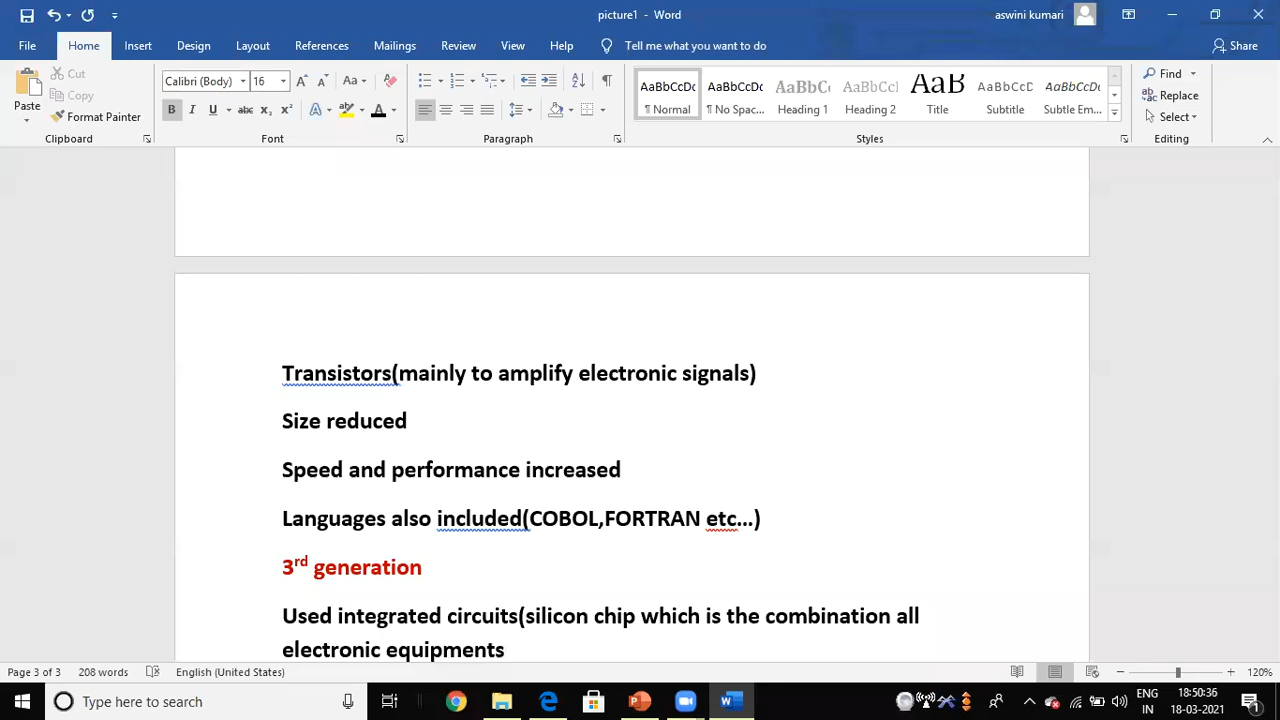 picture1 - Word
aswini kumari
File Home Insert Design Layout References Mailings Review View Help Tell me what you want to do Share
Paste
Cut
Copy
Format Painter
Calibri (Body) 16
Clipboard Font Paragraph Styles Editing
AaBbCcDc AaBbCcDc AaBbC AaBbCcI AaB AaBbCcD AaBbCcDc
¶ Normal ¶ No Spac... Heading 1 Heading 2 Title Subtitle Subtle Em...
Find
Replace
Select
Transistors(mainly to amplify electronic signals)
Size reduced
Speed and performance increased
Languages also included(COBOL,FORTRAN etc...)
3rd generation
Used integrated circuits(silicon chip which is the combination all
electronic equipments
Page 3 of 3 208 words English (United States) 120%
Type here to search
ENG
IN
18:50:36
18-03-2021